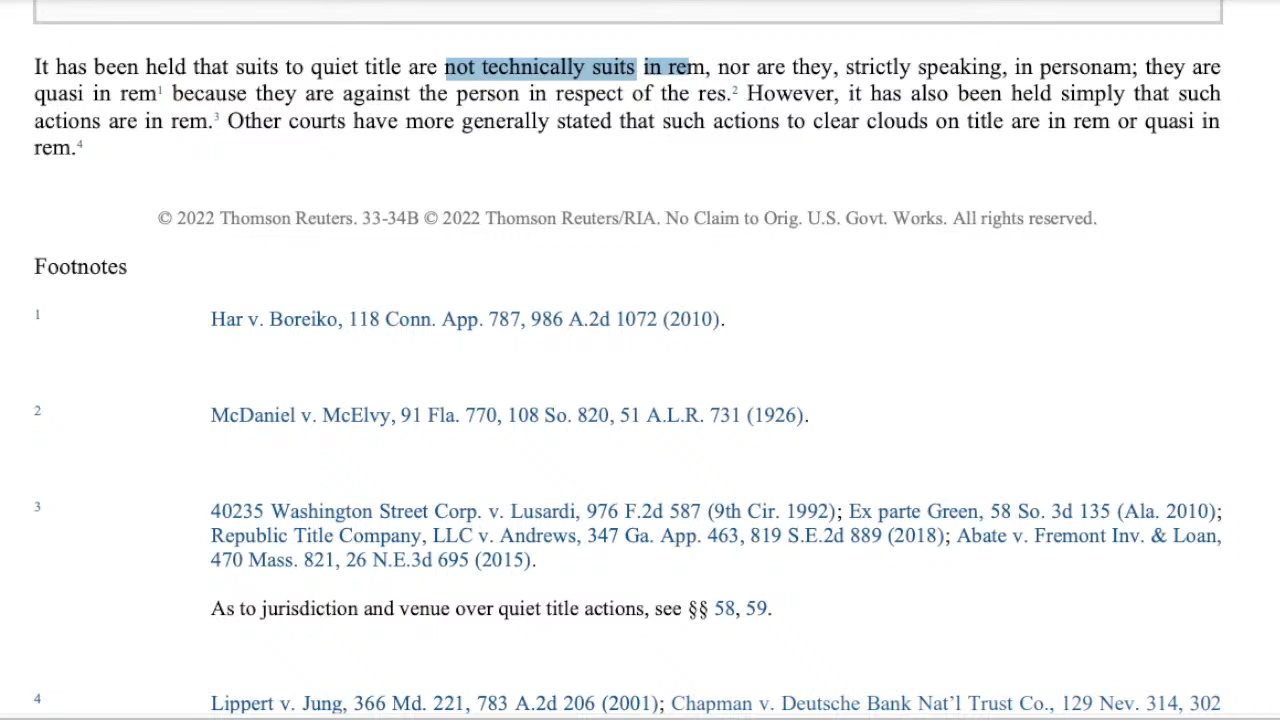 It has been held that suits to quiet title are not technically suits in rem, nor are they, strictly speaking, in personam; they are
quasi in rem1 because they are against the person in respect of the res.2 However, it has also been held simply that such
actions are in rem.3 Other courts have more generally stated that such actions to clear clouds on title are in rem or quasi in
rem.4
© 2022 Thomson Reuters. 33-34B © 2022 Thomson Reuters/RIA. No Claim to Orig. U.S. Govt. Works. All rights reserved.
Footnotes
1 Har v. Boreiko, 118 Conn. App. 787, 986 A.2d 1072 (2010).
2 McDaniel v. McElvy, 91 Fla. 770, 108 So. 820, 51 A.L.R. 731 (1926).
3 40235 Washington Street Corp. v. Lusardi, 976 F.2d 587 (9th Cir. 1992); Ex parte Green, 58 So. 3d 135 (Ala. 2010);
Republic Title Company, LLC v. Andrews, 347 Ga. App. 463, 819 S.E.2d 889 (2018); Abate v. Fremont Inv. & Loan,
470 Mass. 821, 26 N.E.3d 695 (2015).
As to jurisdiction and venue over quiet title actions, see §§ 58, 59.
4 Lippert v. Jung, 366 Md. 221, 783 A.2d 206 (2001); Chapman v. Deutsche Bank Nat'l Trust Co., 129 Nev. 314, 302